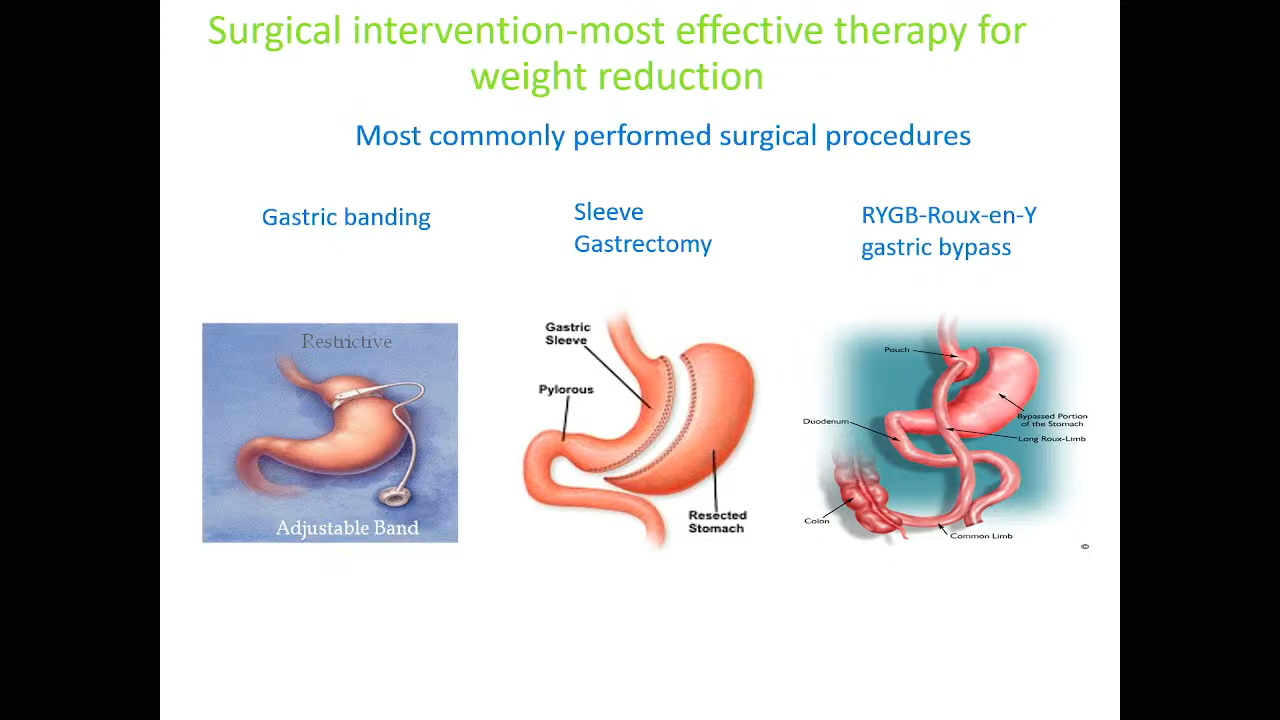 Surgical intervention-most effective therapy for
weight reduction
Most commonly performed surgical procedures
Gastric banding
Sleeve
Gastrectomy
RYGB-Roux-en-Y
gastric bypass
Restrictive
Adjustable Band
Gastric
Sleeve
Pylorous
Resected
Stomach
Pouch
Bypassed Portion
of the Stomach
Duodenum
Long Roux-Limb
Colon
Common Limb
©